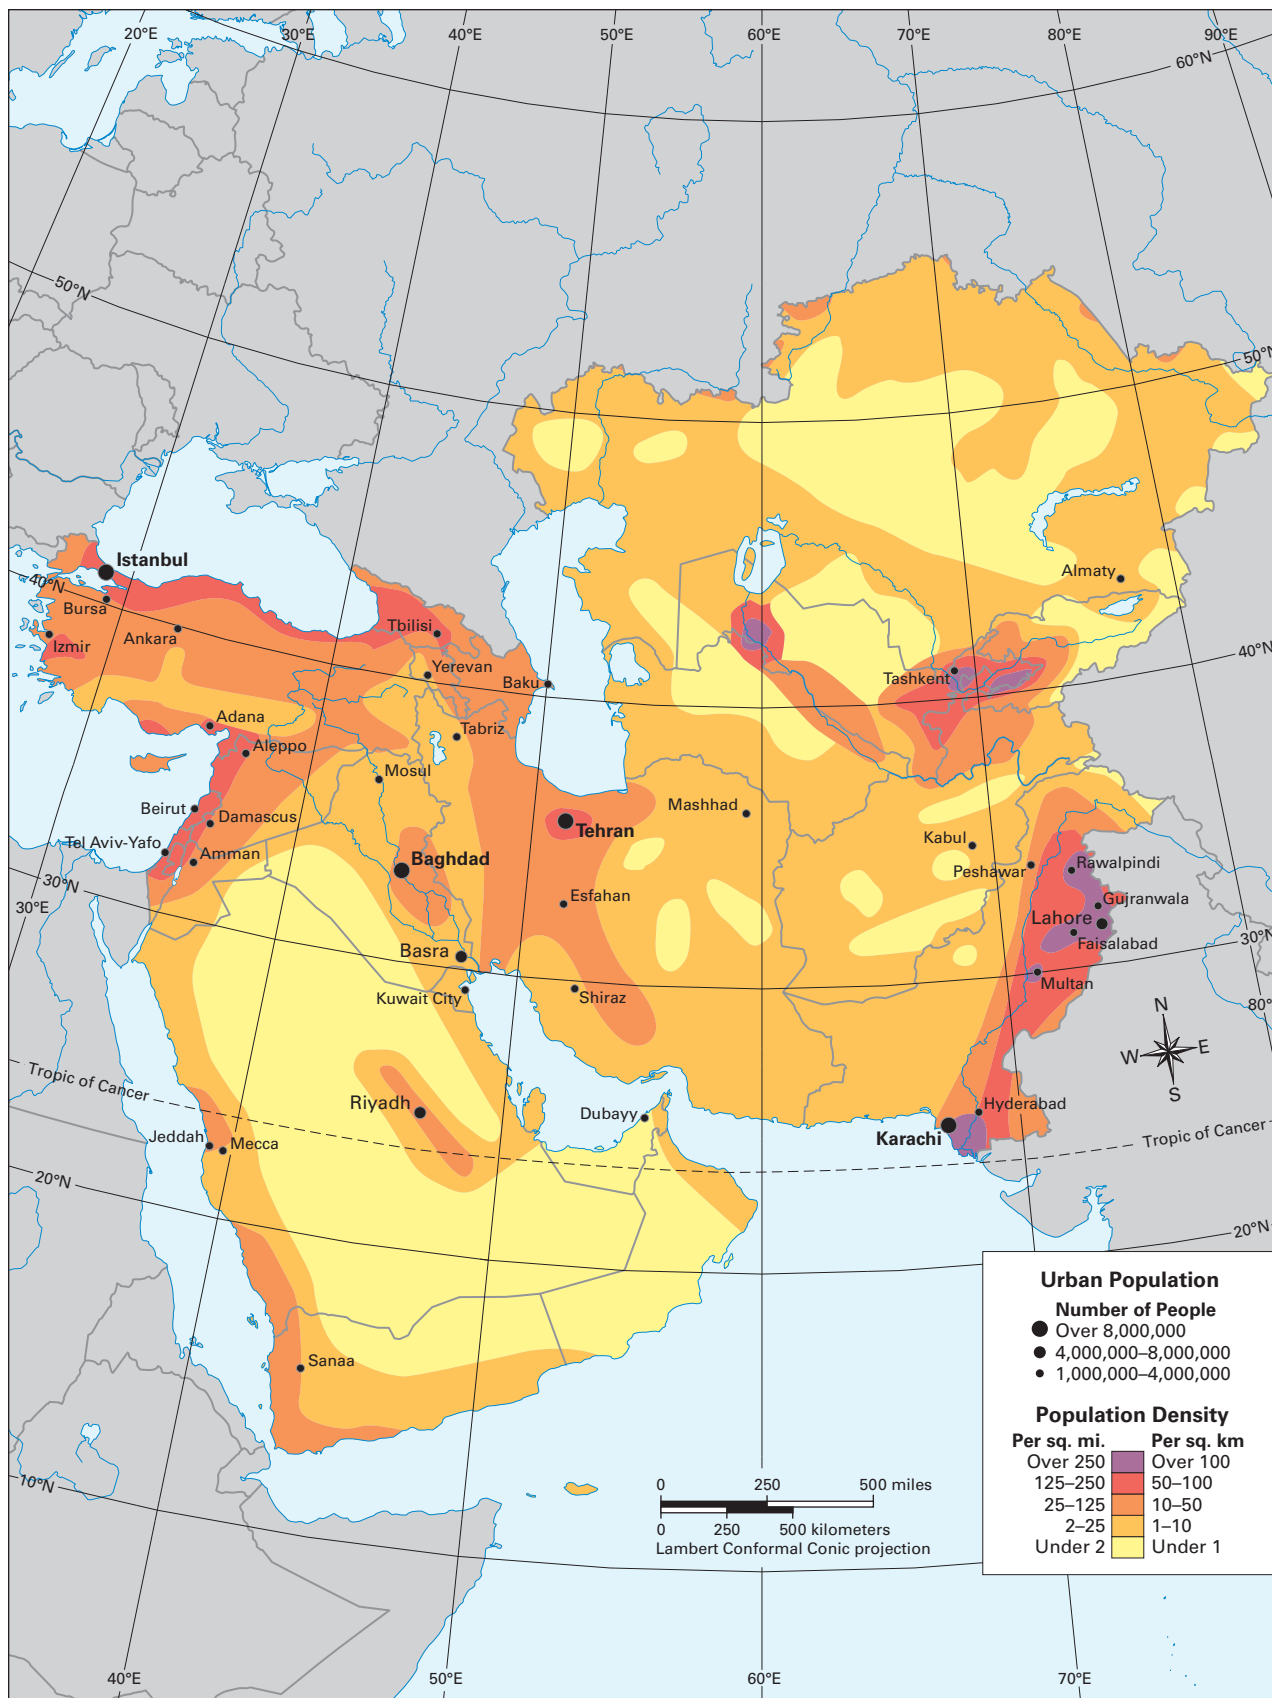 20°E
30°E
40°E
50°E
60°E
70°E
80°E
90°E
60°N
50°N
50°N
Almaty
Istanbul
40°N
Bursa
Ankara
Izmir
Tbilisi
Yerevan
Baku
Tashkent
40°N
Adana
Aleppo
Tabriz
Mosul
Mashhad
Beirut
Damascus
Tehran
Tel Aviv-Yafo
Amman
Baghdad
Kabul
Peshawar
Rawalpindi
30°N
30°E
Esfahan
Gujranwala
Lahore
Faisalabad
30°N
Basra
Multan
Kuwait City
Shiraz
80°
N
W
E
S
Tropic of Cancer
Riyadh
Dubayy
Hyderabad
Jeddah
Mecca
Karachi
Tropic of Cancer
20°N
20°N
Sanaa
10°N
Urban Population
Number of People
Over 8,000,000
4,000,000–8,000,000
1,000,000–4,000,000
Population Density
Per sq. mi. Per sq. km
Over 250 Over 100
125–250 50–100
25–125 10–50
2–25 1–10
Under 2 Under 1
0 250 500 miles
0 250 500 kilometers
Lambert Conformal Conic projection
40°E
50°E
60°E
70°E